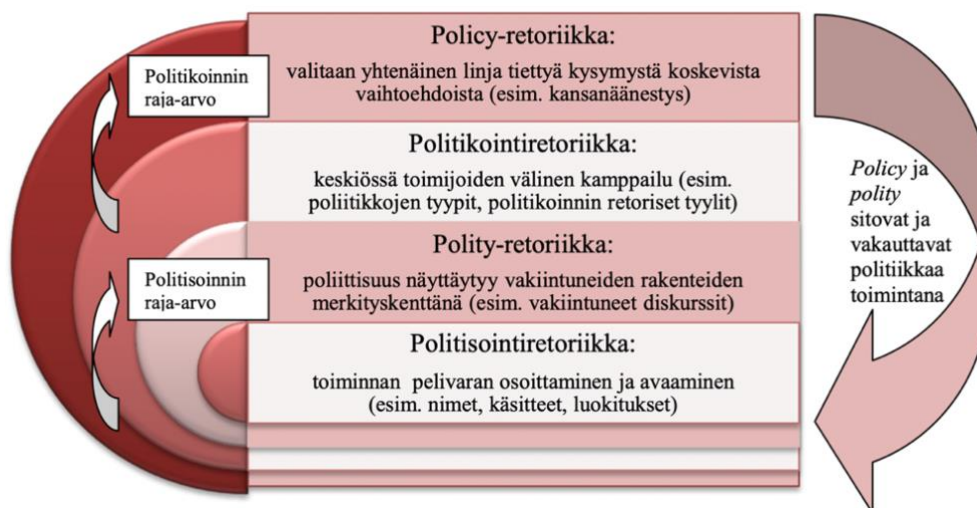 Policy-retoriikka:
valitaan yhtenäinen linja tiettyä kysymystä koskevista
vaihtoehdoista (esim. kansanäänestys)
Politikoinnin
raja-arvo
Politikointiretoriikka:
keskiössä toimijoiden välinen kamppailu (esim.
poliitikkojen tyypit, politikoinnin retoriset tyylit)
Polity-retoriikka:
poliittisuus näyttäytyy vakiintuneiden rakenteiden
merkityskenttänä (esim. vakiintuneet diskurssit)
Politisoinnin
raja-arvo
Politisointiretoriikka:
toiminnan pelivaran osoittaminen ja avaaminen
(esim. nimet, käsitteet, luokitukset)
Policy ja
polity
sitovat ja
vakauttavat
politiikkaa
toimintana